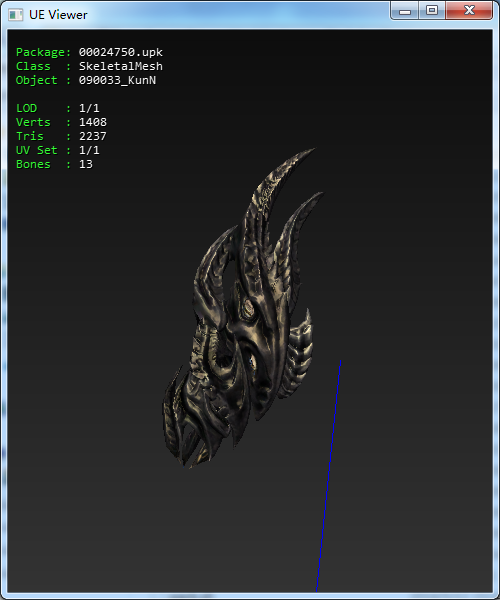 UE Viewer
Package: 00024750.upk
Class : SkeletalMesh
Object : 090033_KunN
LOD : 1/1
Verts : 1408
Tris : 2237
UV Set : 1/1
Bones : 13